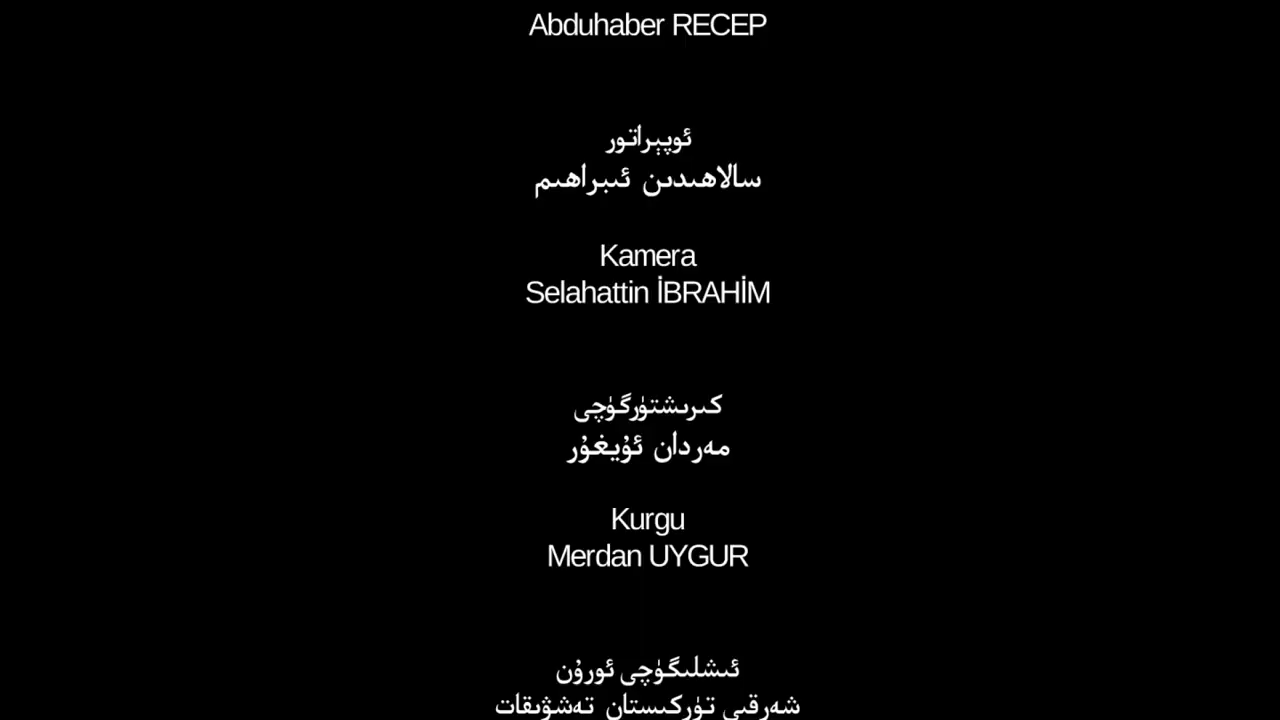 Abduhaber RECEP
ئوپېراتور
سالاھىدىن ئىبراھىم
Kamera
Selahattin İBRAHİM
كىرىشتۈرگۈچى
مەردان ئۇيغۇر
Kurgu
Merdan UYGUR
ئىشلىگۈچى ئورۇن
شەرقىي تۈركىستان تەشۋىقات